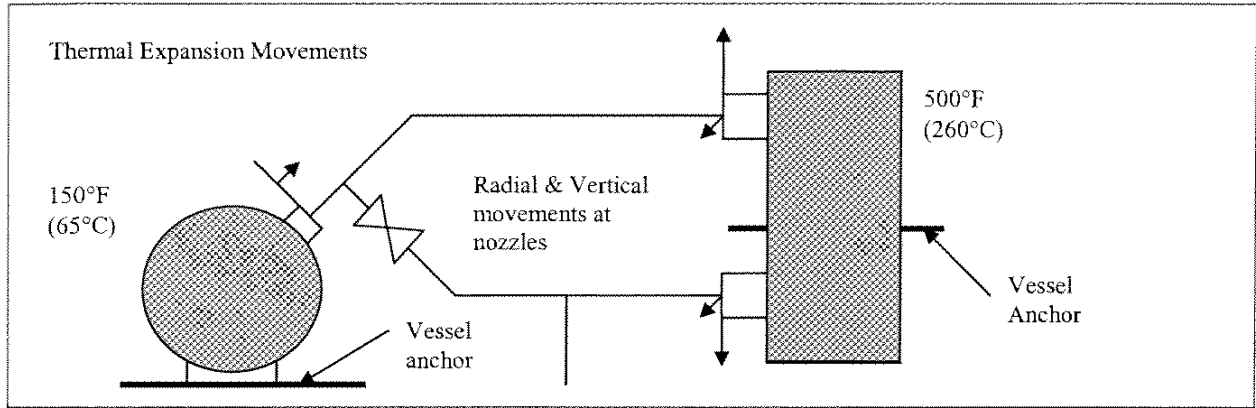 Thermal Expansion Movements
500°F
(260°C)
150°F
(65°C)
Radial & Vertical
movements at
nozzles
Vessel
anchor
Vessel
Anchor